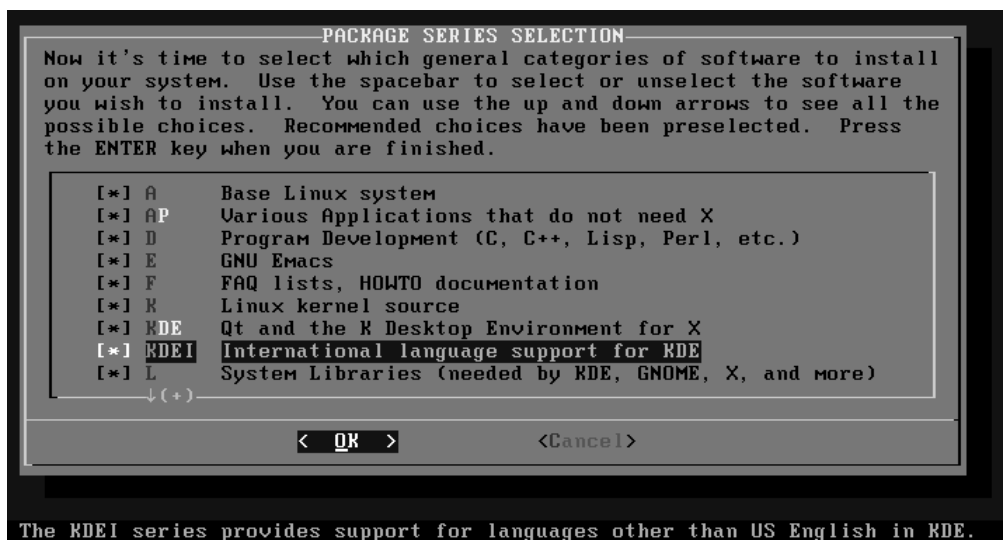 PACKAGE SERIES SELECTION
Now it's time to select which general categories of software to install
on your system.  Use the spacebar to select or unselect the software
you wish to install.  You can use the up and down arrows to see all the
possible choices.  Recommended choices have been preselected.  Press
the ENTER key when you are finished.
[*] A     Base Linux system
[*] AP    Various Applications that do not need X
[*] D     Program Development (C, C++, Lisp, Perl, etc.)
[*] E     GNU Emacs
[*] F     FAQ lists, HOWTO documentation
[*] K     Linux kernel source
[*] KDE   Qt and the K Desktop Environment for X
[*] KDEI  International language support for KDE
[*] L     System Libraries (needed by KDE, GNOME, X, and more)
↓(+)
<  OK  >          <Cancel>
The KDEI series provides support for languages other than US English in KDE.